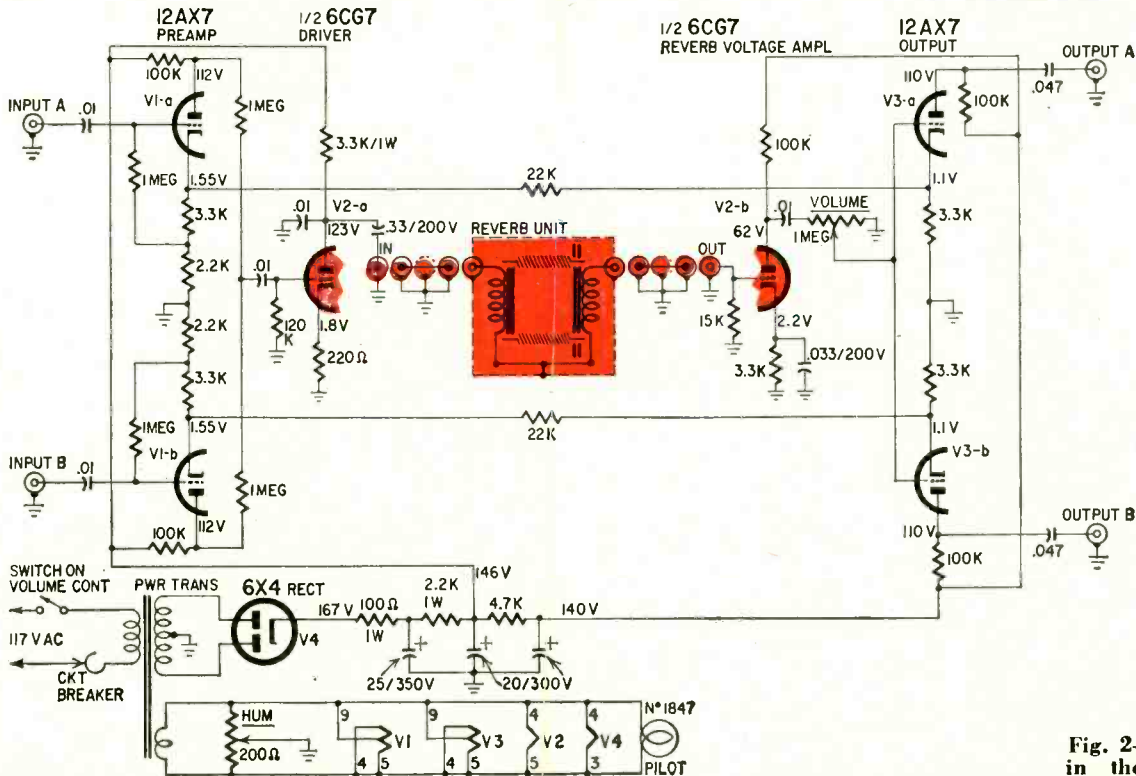 12AX7
PREAMP
1/2 6CG7
DRIVER
1/2 6CG7
REVERB VOLTAGE AMPL
12AX7
OUTPUT
OUTPUT A
100K
112V
V1-a
INPUT A
.01
1MEG
1MEG
3.3K/1W
110V
V3-a
100K
.047
100K
22K
1.55V
1.1V
3.3K
2.2K
2.2K
3.3K
1.55V
.01
V2-a
123V
.33/200V
IN
REVERB UNIT
OUT
V2-b
62V
.01
VOLUME
1MEG
3.3K
.01
120
K
1.8V
220Ω
15K
2.2V
3.3K
.033/200V
3.3K
22K
1.1V
1MEG
V1-b
V3-b
INPUT B
.01
1MEG
112V
100K
110V
.047
OUTPUT B
100K
SWITCH ON
VOLUME CONT
PWR TRANS
6X4 RECT
117V AC
CKT
BREAKER
V4
167V
100Ω
1W
2.2K
1W
146V
4.7K
140V
25/350V
20/300V
HUM
200Ω
9
V1
4
5
9
V3
4
5
4
V2
5
4
V4
3
Nº1847
PILOT
Fig. 2-
in the